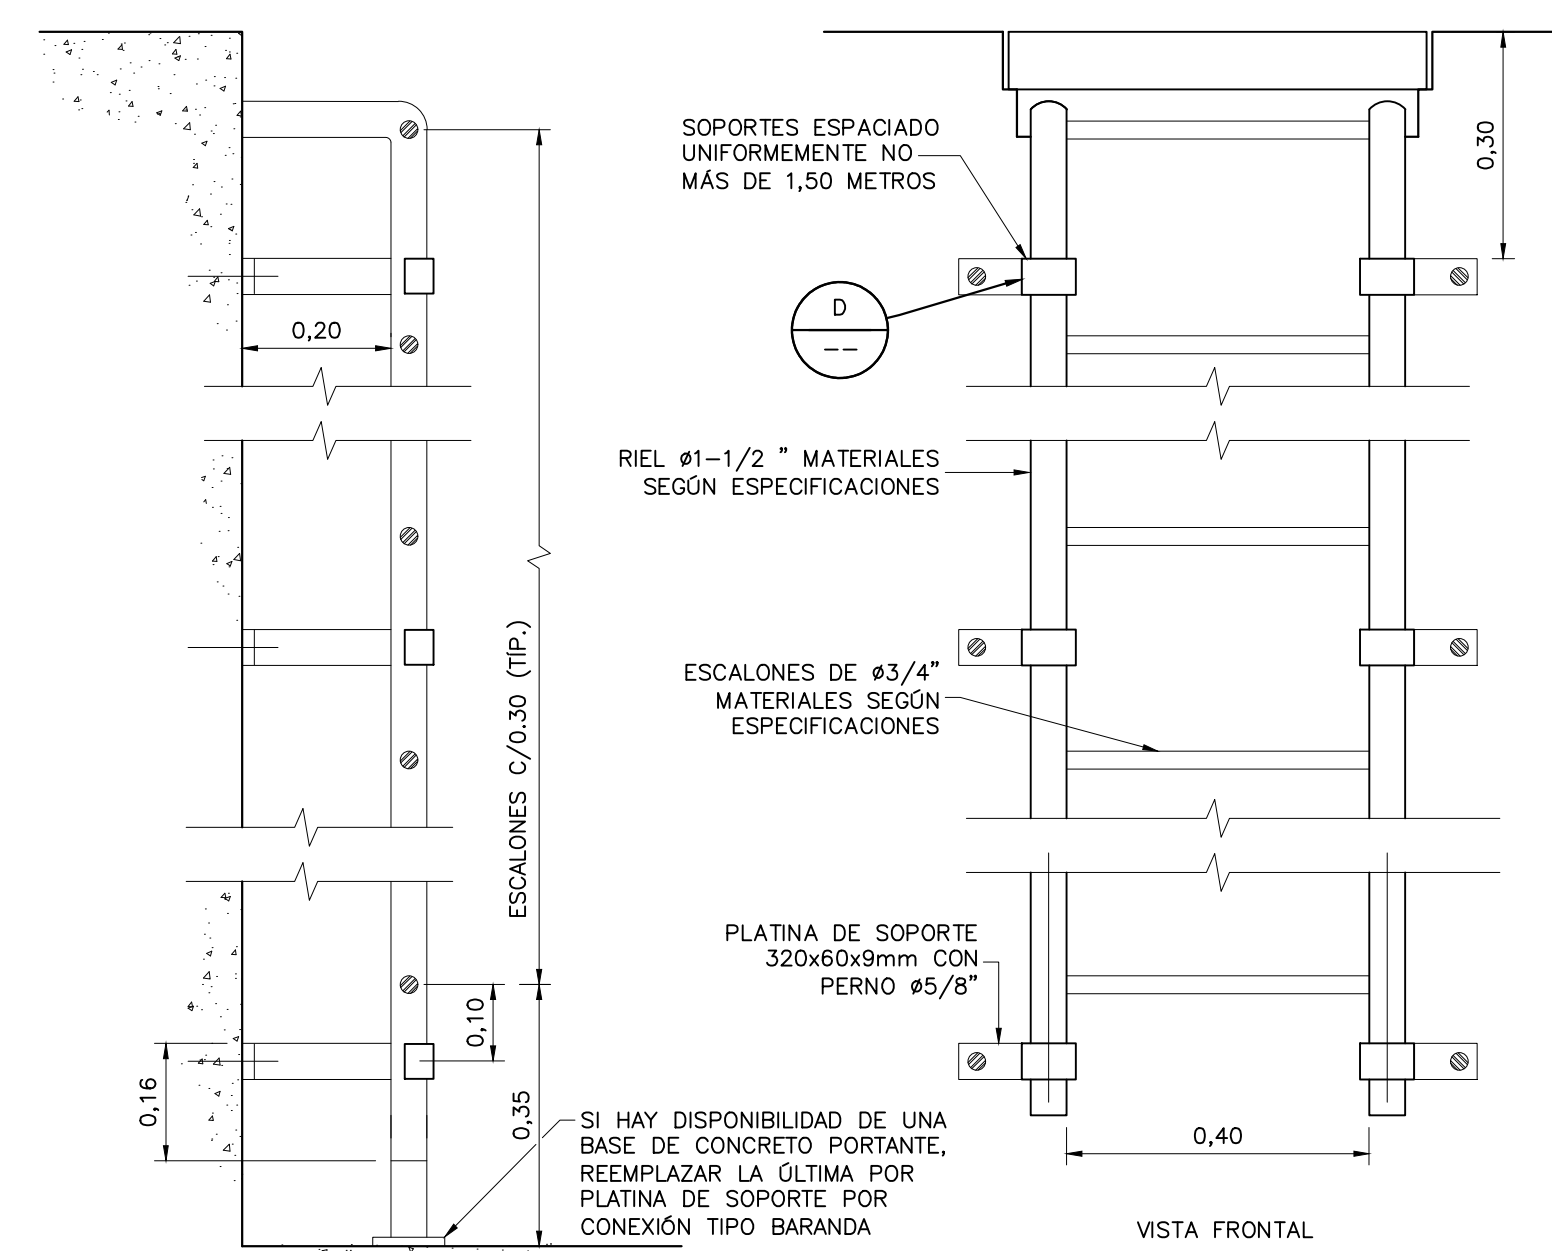 SOPORTES ESPACIADO
UNIFORMEMENTE NO
MÁS DE 1,50 METROS
0,30
D
--
0,20
RIEL ø1-1/2 " MATERIALES
SEGÚN ESPECIFICACIONES
ESCALONES C/0.30 (TÍP.)
ESCALONES DE ø3/4"
MATERIALES SEGÚN
ESPECIFICACIONES
PLATINA DE SOPORTE
320x60x9mm CON
PERNO ø5/8"
0,10
0,16
0,35
SI HAY DISPONIBILIDAD DE UNA
BASE DE CONCRETO PORTANTE,
REEMPLAZAR LA ÚLTIMA POR
PLATINA DE SOPORTE POR
CONEXIÓN TIPO BARANDA
0,40
VISTA FRONTAL